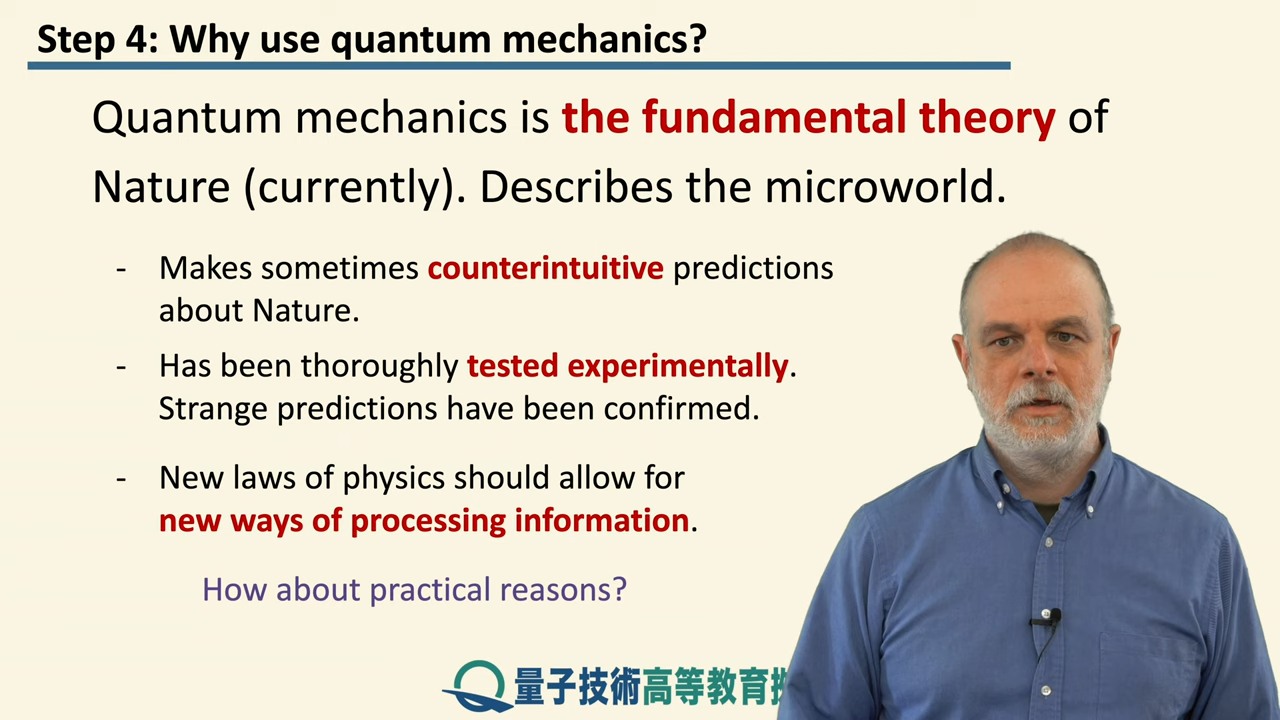 Step 4: Why use quantum mechanics?
Quantum mechanics is the fundamental theory of
Nature (currently). Describes the microworld.
- Makes sometimes counterintuitive predictions
about Nature.
- Has been thoroughly tested experimentally.
Strange predictions have been confirmed.
- New laws of physics should allow for
new ways of processing information.
How about practical reasons?
量子技術高等教育